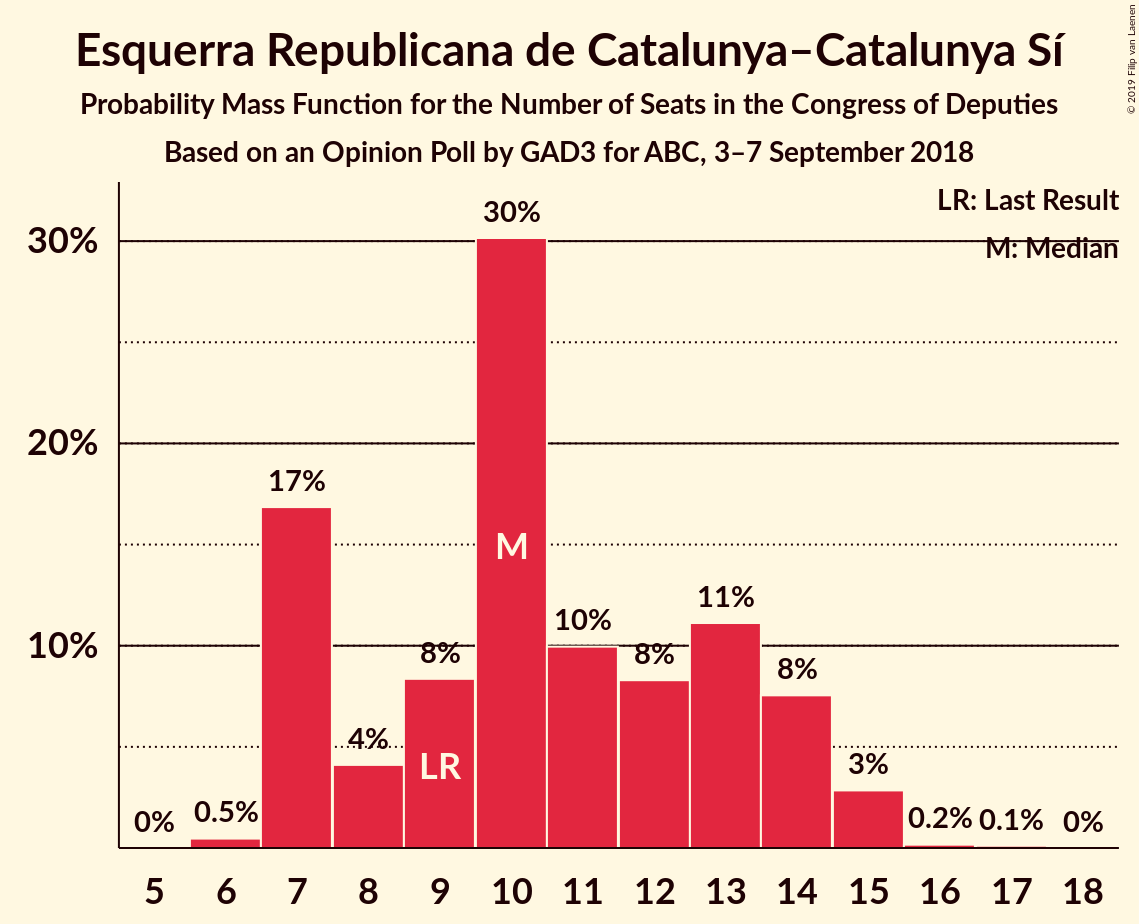 Esquerra Republicana de Catalunya–Catalunya Sí
Probability Mass Function for the Number of Seats in the Congress of Deputies
Based on an Opinion Poll by GAD3 for ABC, 3–7 September 2018
© 2019 Filip van Laenen
LR: Last Result
M: Median
30%
20%
10%
0%
0.5%
17%
4%
8%
30%
10%
8%
11%
8%
3%
0.2%
0.1%
0%
LR
M
5 6 7 8 9 10 11 12 13 14 15 16 17 18